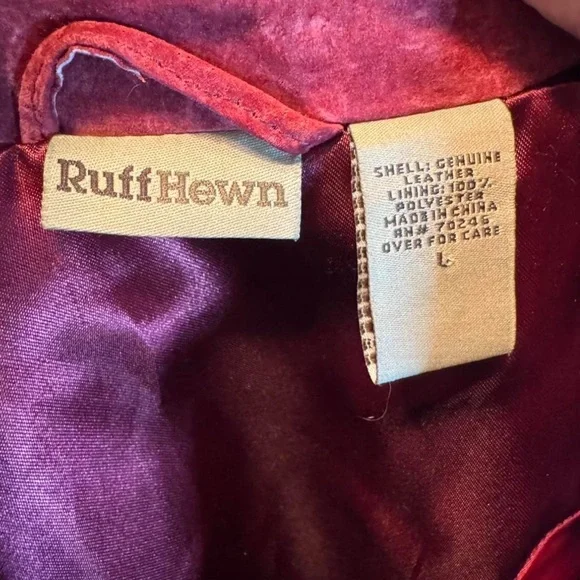 RuffHewn
SHELL: GENUINE
LEATHER
LINING: 100%
POLYESTER
MADE IN CHINA
RN# 70246
OVER FOR CARE
L